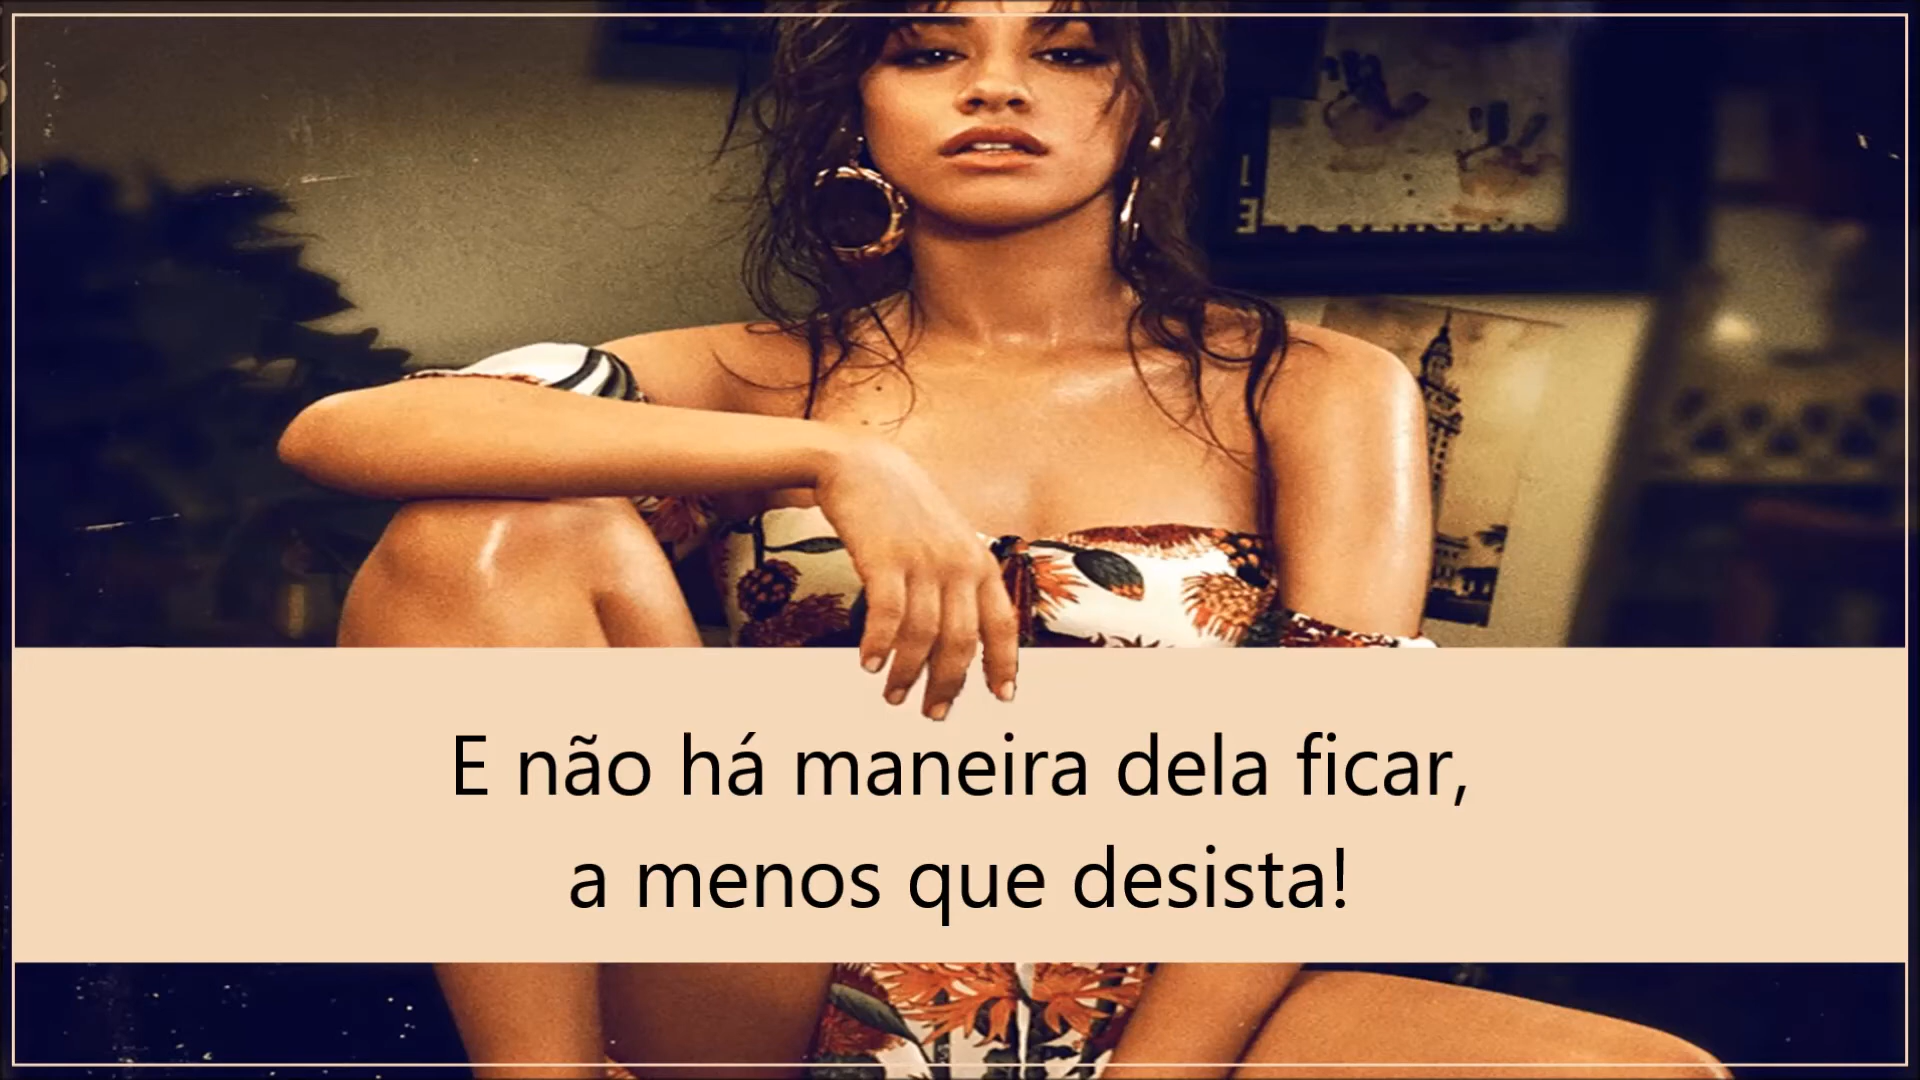 E não há maneira dela ficar,
a menos que desista!